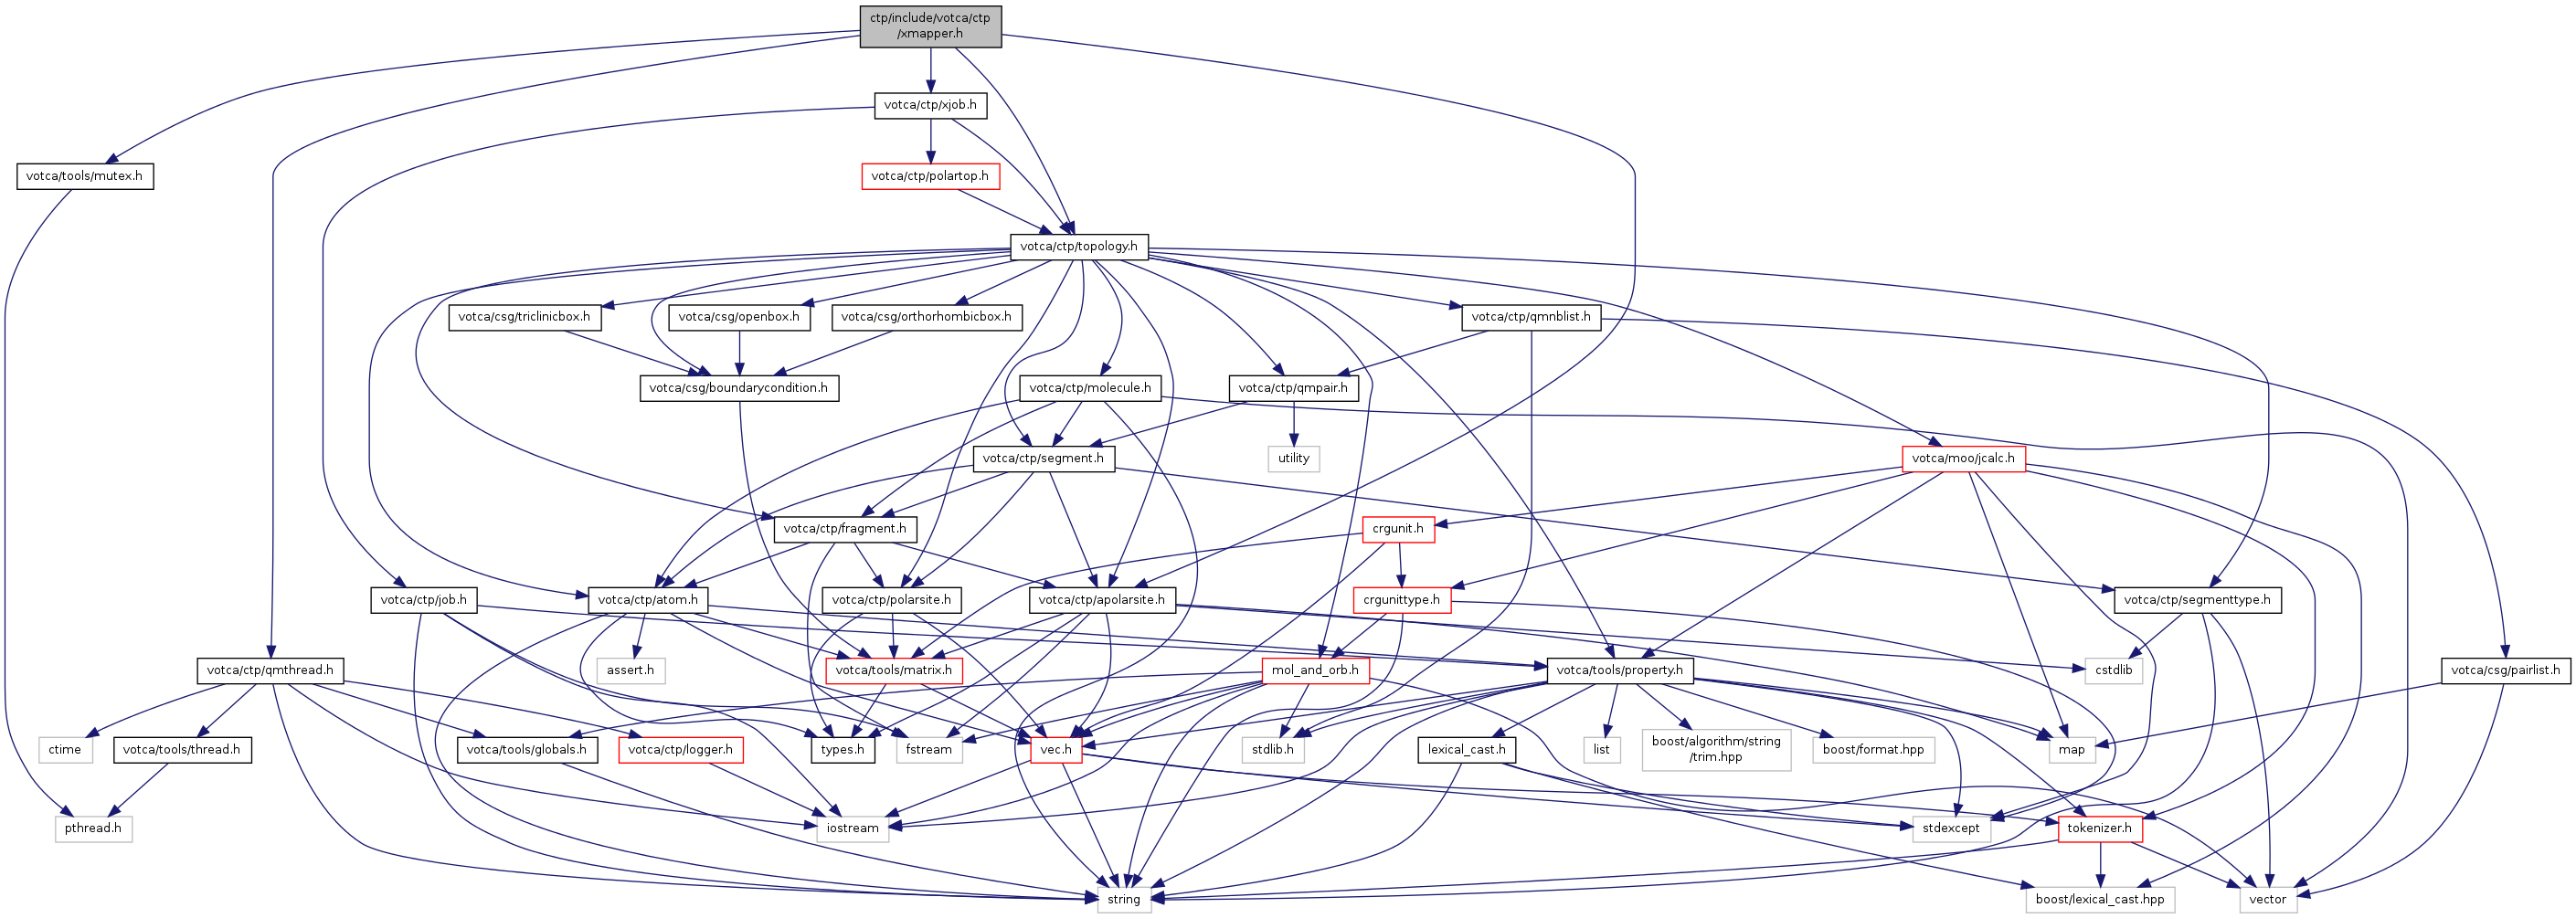 ctp/include/votca/ctp
/xmapper.h
votca/ctp/xjob.h
votca/tools/mutex.h
votca/ctp/polartop.h
votca/ctp/topology.h
votca/csg/triclinicbox.h
votca/csg/openbox.h
votca/csg/orthorhombicbox.h
votca/ctp/qmnblist.h
votca/csg/boundarycondition.h
votca/ctp/molecule.h
votca/ctp/qmpair.h
votca/ctp/segment.h
utility
votca/moo/jcalc.h
votca/ctp/fragment.h
crgunit.h
votca/ctp/job.h
votca/ctp/atom.h
votca/ctp/polarsite.h
votca/ctp/apolarsite.h
crgunittype.h
votca/ctp/segmenttype.h
votca/ctp/qmthread.h
assert.h
votca/tools/matrix.h
mol_and_orb.h
votca/tools/property.h
cstdlib
votca/csg/pairlist.h
ctime
votca/tools/thread.h
votca/tools/globals.h
votca/ctp/logger.h
types.h
fstream
vec.h
stdlib.h
lexical_cast.h
list
boost/algorithm/string
/trim.hpp
boost/format.hpp
map
pthread.h
iostream
stdexcept
tokenizer.h
string
boost/lexical_cast.hpp
vector